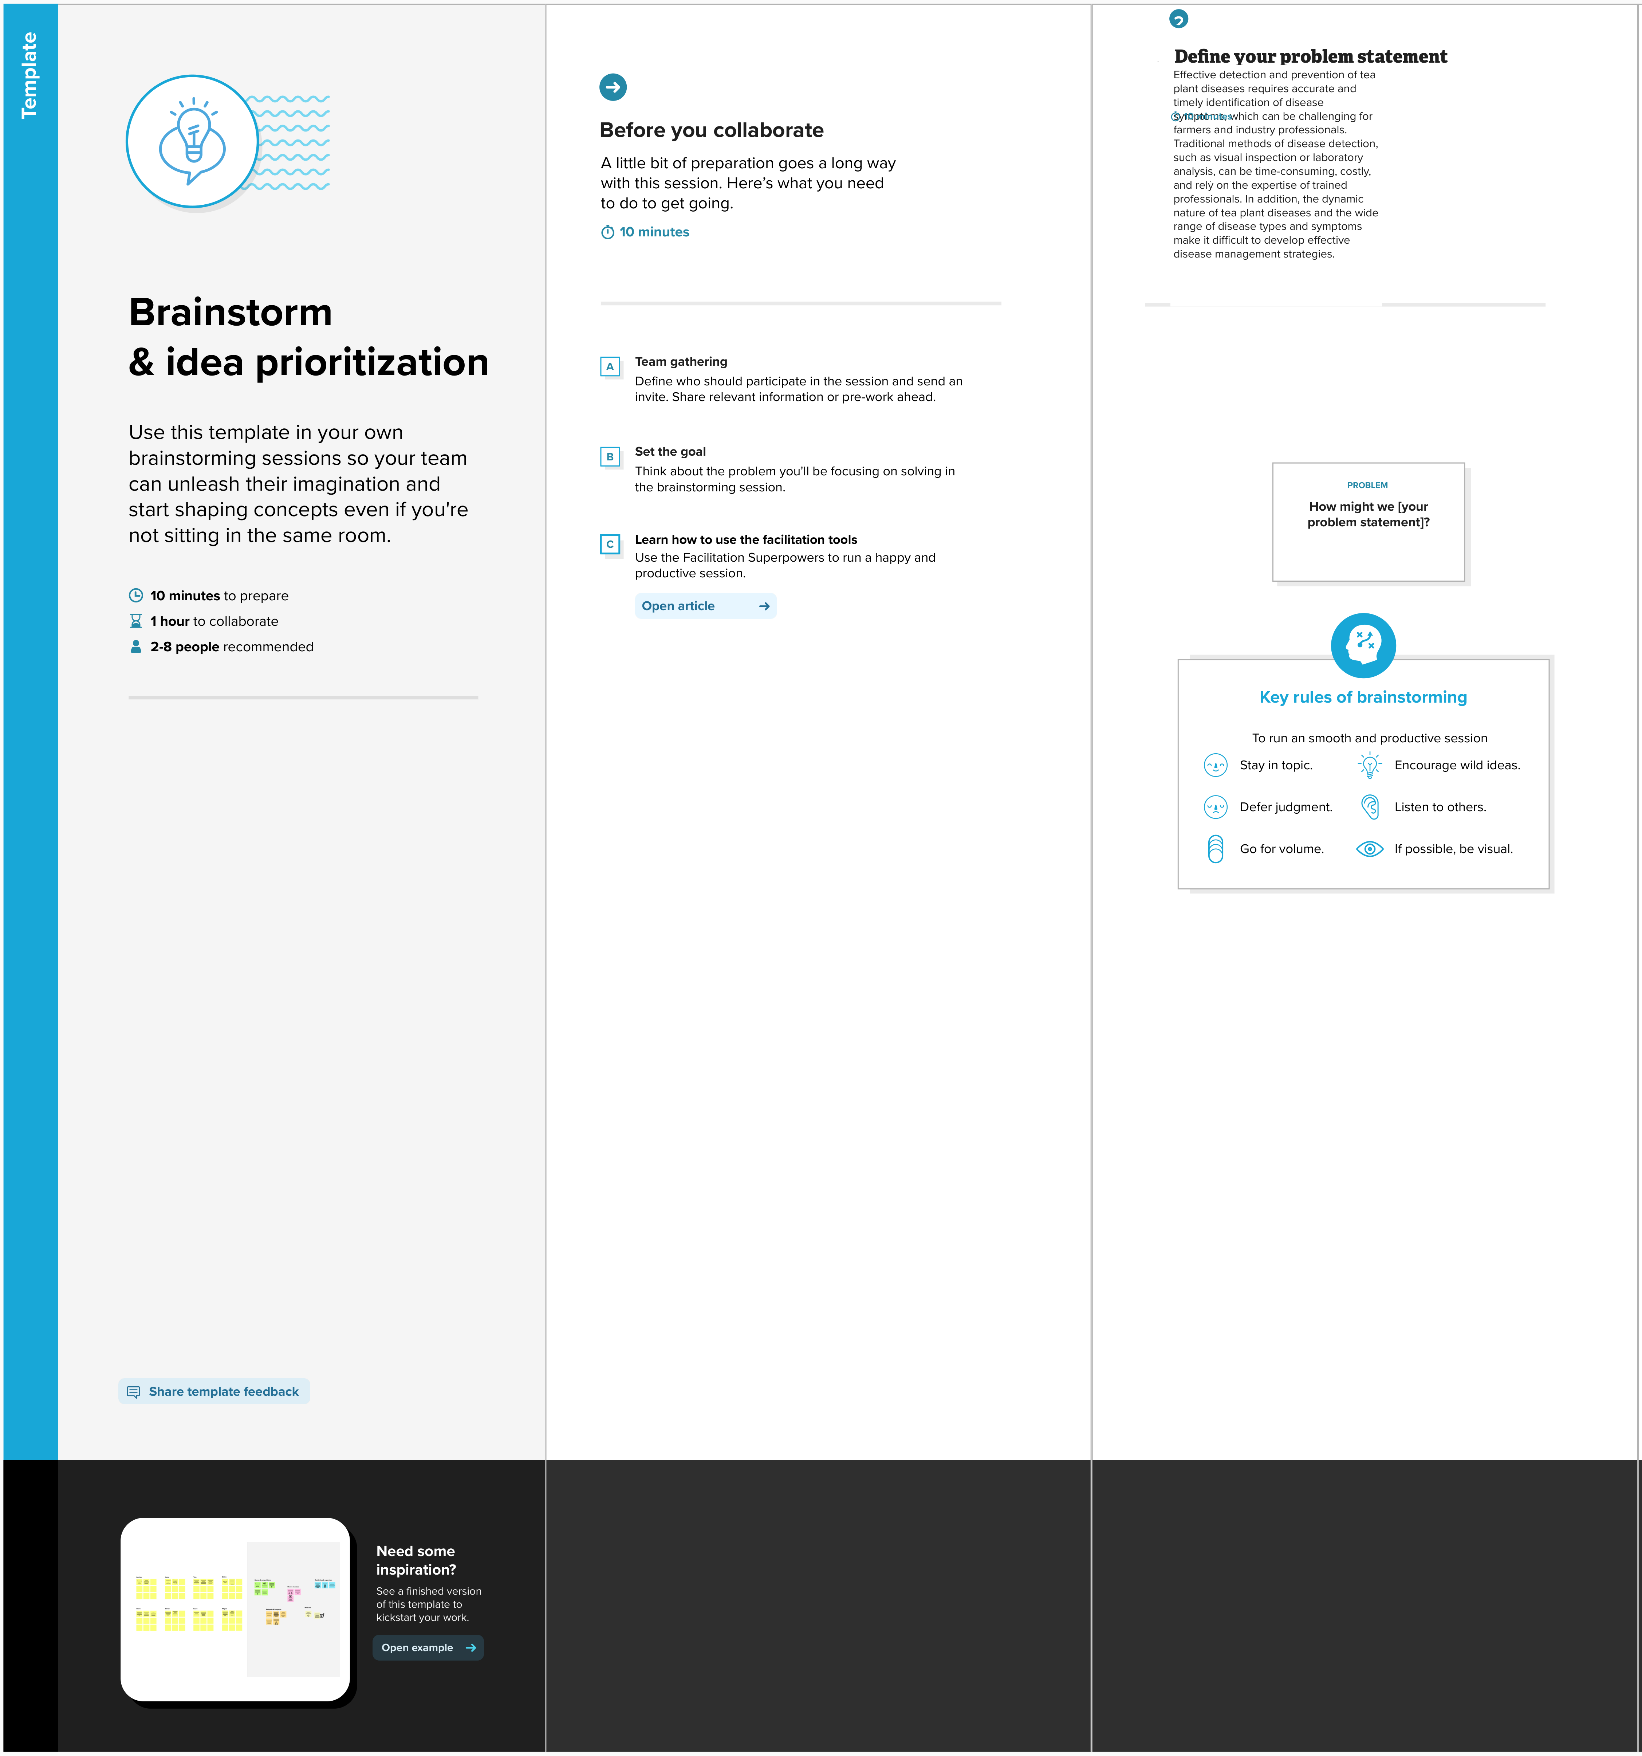 Template
Brainstorm
& idea prioritization
Use this template in your own
brainstorming sessions so your team
can unleash their imagination and
start shaping concepts even if you're
not sitting in the same room.
10 minutes to prepare
1 hour to collaborate
2-8 people recommended
Share template feedback
Need some
inspiration?
See a finished version
of this template to
kickstart your work.
Open example
Before you collaborate
A little bit of preparation goes a long way
with this session. Here's what you need
to do to get going.
10 minutes
A
Team gathering
Define who should participate in the session and send an
invite. Share relevant information or pre-work ahead.
B
Set the goal
Think about the problem you'll be focusing on solving in
the brainstorming session.
C
Learn how to use the facilitation tools
Use the Facilitation Superpowers to run a happy and
productive session.
Open article
Define your problem statement
Effective detection and prevention of tea
plant diseases requires accurate and
timely identification of disease
symptoms, which can be challenging for
farmers and industry professionals.
Traditional methods of disease detection,
such as visual inspection or laboratory
analysis, can be time-consuming, costly,
and rely on the expertise of trained
professionals. In addition, the dynamic
nature of tea plant diseases and the wide
range of disease types and symptoms
make it difficult to develop effective
disease management strategies.
PROBLEM
How might we [your
problem statement]?
Key rules of brainstorming
To run an smooth and productive session
Stay in topic.
Encourage wild ideas.
Defer judgment.
Listen to others.
Go for volume.
If possible, be visual.